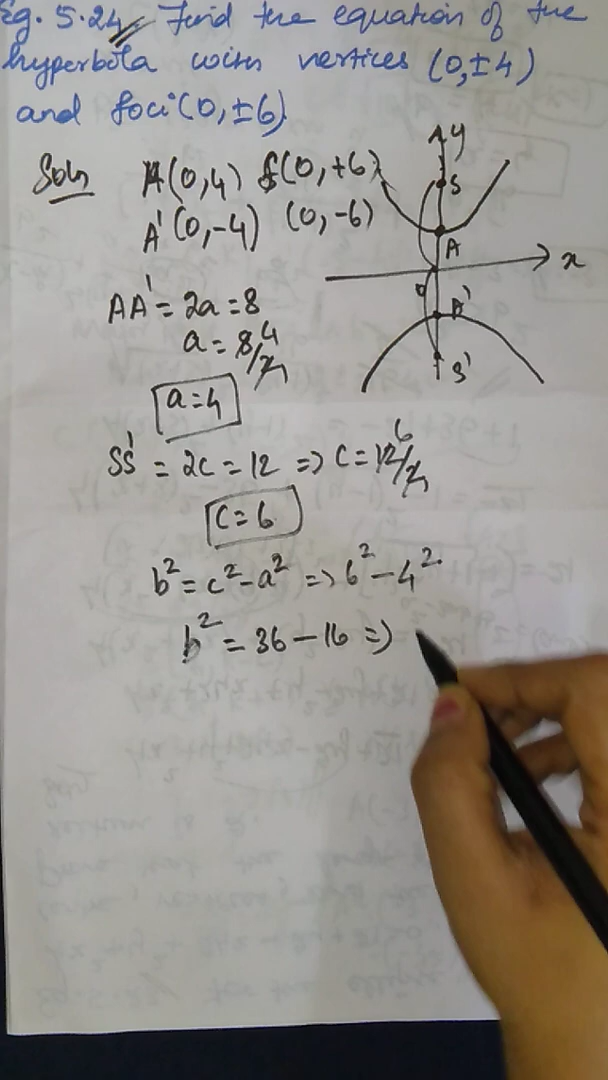 Eg. 5.24 Find the equation of the
hyperbola with vertices (0, ±4)
and foci (0, ±6)
Soln A(0,4) S(0, +6)
A'(0, -4) (0, -6)
y
S
A
x
O
A'
S'
AA' = 2a = 8
a = 8/2 4
a = 4
SS' = 2c = 12 => c = 12/2 6
c = 6
b² = c² - a² => 6² - 4²
b² = 36 - 16 =>